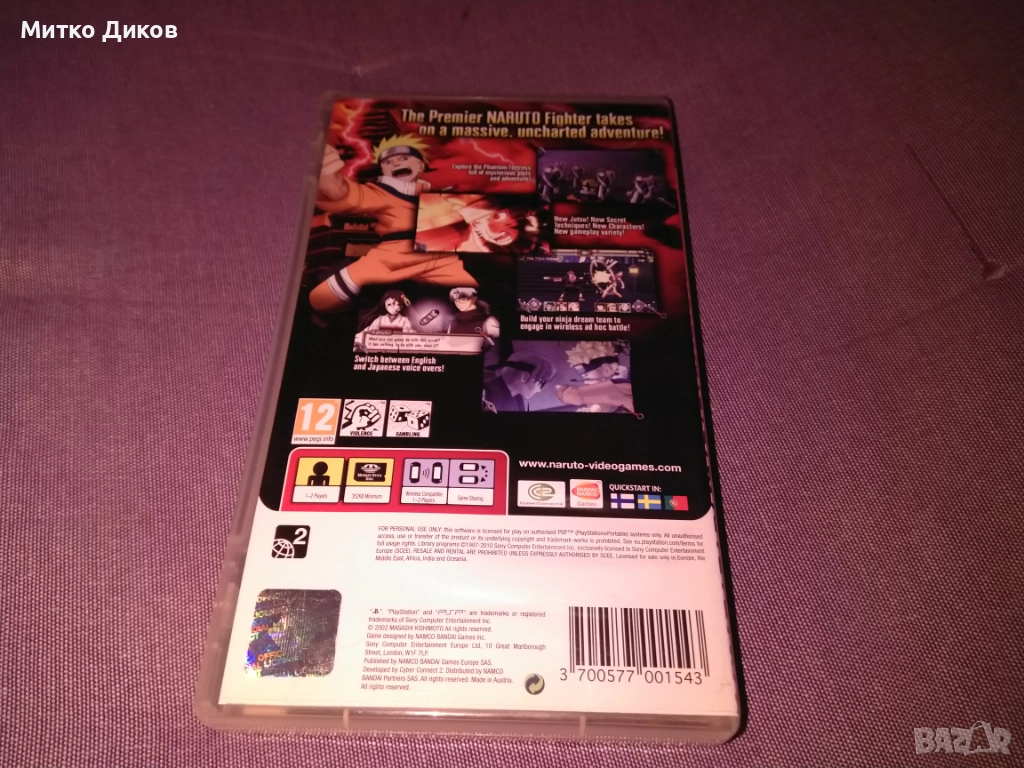 Митко Диков
The Premier NARUTO Fighter takes
on a massive, uncharted adventure!
Explore the Phantom Fortress
full of mysterious plots
and adventure!
New Jutsu! New Secret
Techniques! New Characters!
New gameplay variety!
Build your ninja dream team to
engage in wireless ad hoc battle!
Switch between English
and Japanese voice overs!
12
www.pegi.info
VIOLENCE
GAMBLING
1-2 Players
352KB Minimum
Wireless Compatible
1-2 Players
Game Sharing
www.naruto-videogames.com
BANDAI
NAMCO
Games
QUICKSTART IN:
2
FOR PERSONAL USE ONLY: this software is licensed for play on authorised PSP™ (PlayStation®Portable) systems only. All unauthorised
access, use or transfer of the product or its underlying copyright and trademark works is prohibited. See eu.playstation.com/terms for
full usage rights. Library programs ©1997-2010 Sony Computer Entertainment Inc. exclusively licensed to Sony Computer Entertainment
Europe (SCEE). RESALE AND RENTAL ARE PROHIBITED UNLESS EXPRESSLY AUTHORISED BY SCEE. Licensed for sale only in Europe, the
Middle East, Africa, India and Oceania.
", "PlayStation" and "PSP" are trademarks or registered
trademarks of Sony Computer Entertainment Inc.
© 2002 MASASHI KISHIMOTO All rights reserved.
Game designed by NAMCO BANDAI Games Inc.
Sony Computer Entertainment Europe Ltd, 10 Great Marlborough
Street, London, W1F 7LP.
Published by NAMCO BANDAI Games Europe SAS.
Developed by Cyber Connect 2. Distributed by NAMCO
BANDAI Partners SAS. All rights reserved. Made in Austria.
All rights reserved.
3 700577 001543
BAZAR